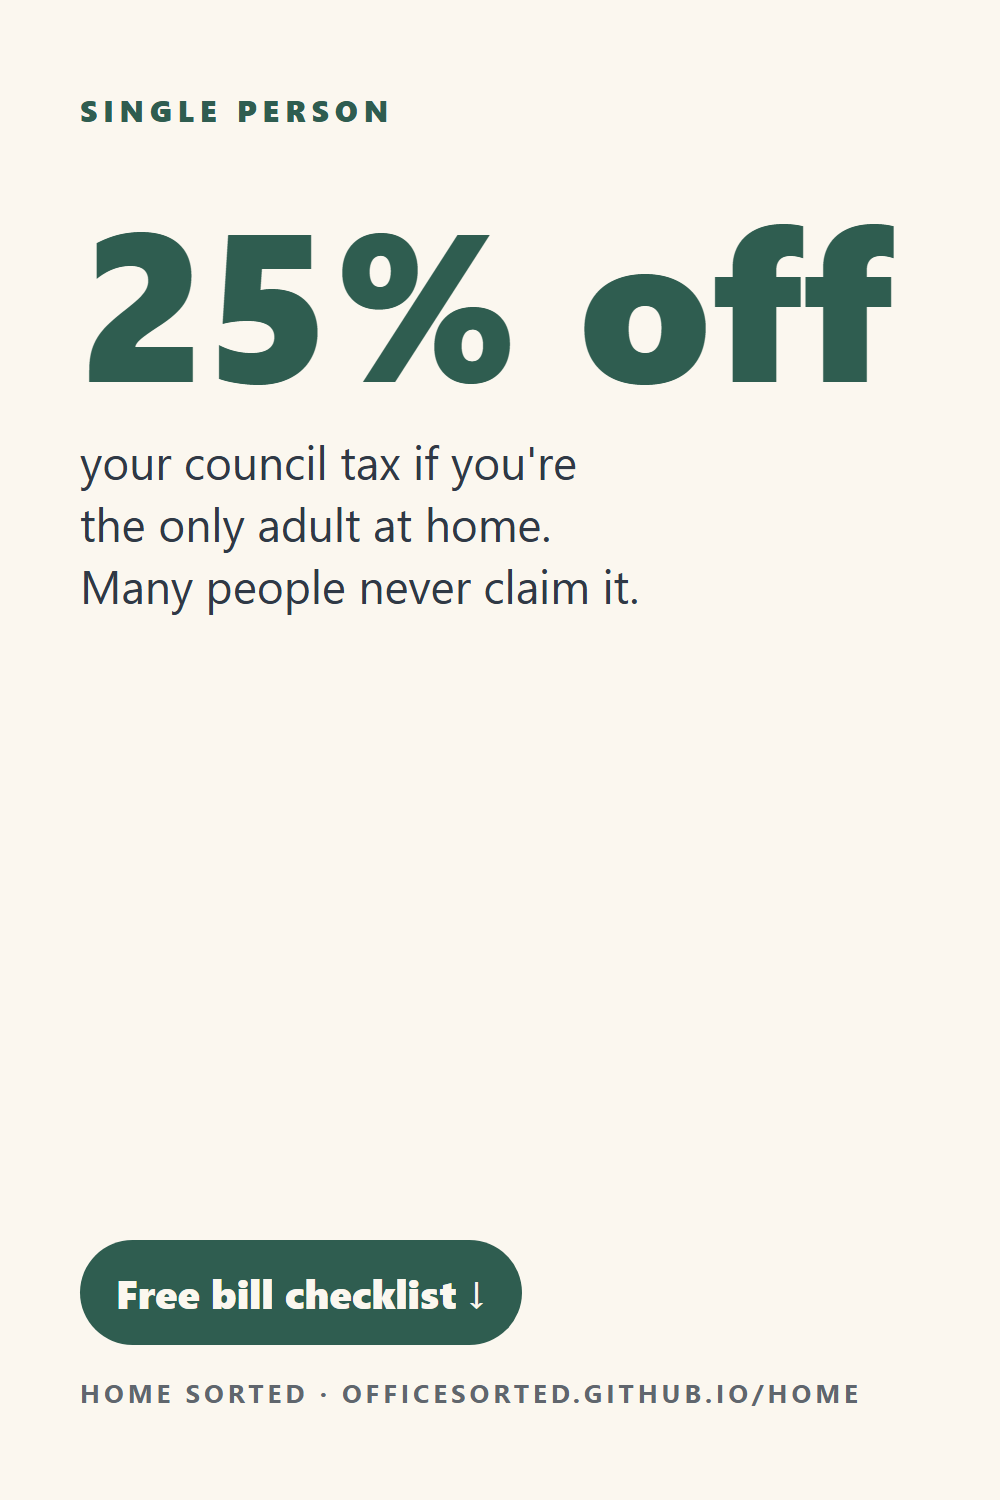 SINGLE PERSON
25% off
your council tax if you're
the only adult at home.
Many people never claim it.
Free bill checklist ↓
HOME SORTED · OFFICESORTED.GITHUB.IO/HOME